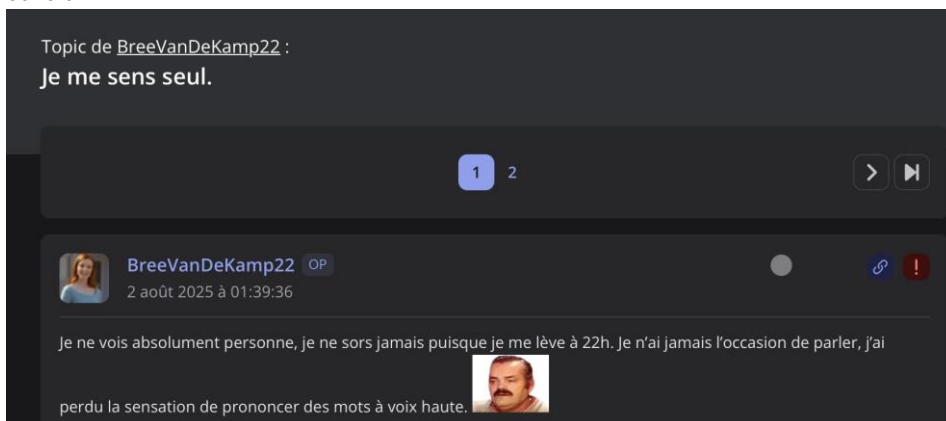 Topic de BreeVanDeKamp22 :
Je me sens seul.
1 2
BreeVanDeKamp22 OP
2 août 2025 à 01:39:36
Je ne vois absolument personne, je ne sors jamais puisque je me lève à 22h. Je n’ai jamais l’occasion de parler, j’ai
perdu la sensation de prononcer des mots à voix haute.